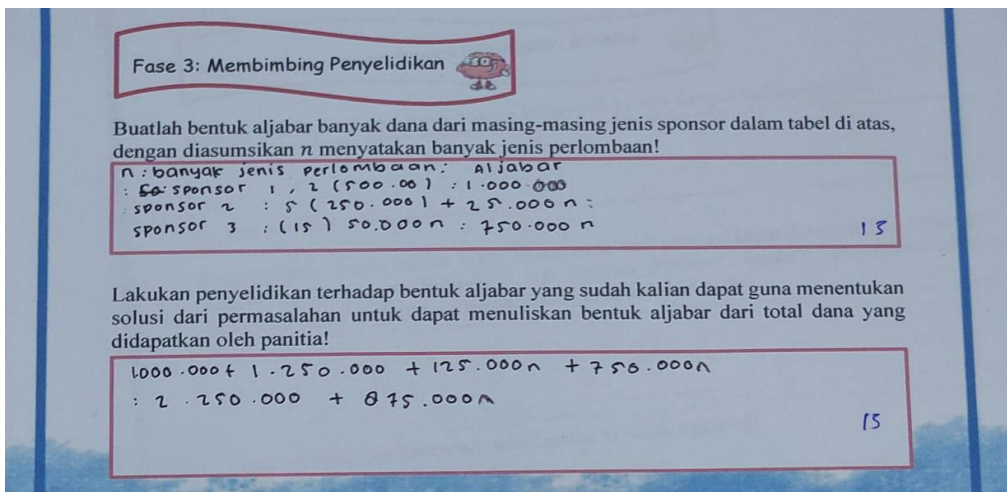 Fase 3: Membimbing Penyelidikan
Buatlah bentuk aljabar banyak dana dari masing-masing jenis sponsor dalam tabel di atas,
dengan diasumsikan n menyatakan banyak jenis perlombaan!
n : banyak jenis perlombaan : Aljabar
: sponsor 1 , 2 (500.00) : 1.000.000
: sponsor 2 : 5 (250.000) + 25.000n :
sponsor 3 : (15) 50.000n : 750.000 n
15
Lakukan penyelidikan terhadap bentuk aljabar yang sudah kalian dapat guna menentukan
solusi dari permasalahan untuk dapat menuliskan bentuk aljabar dari total dana yang
didapatkan oleh panitia!
1.000.000 + 1.250.000 + 125.000n + 750.000n
: 2.250.000 + 875.000n
15